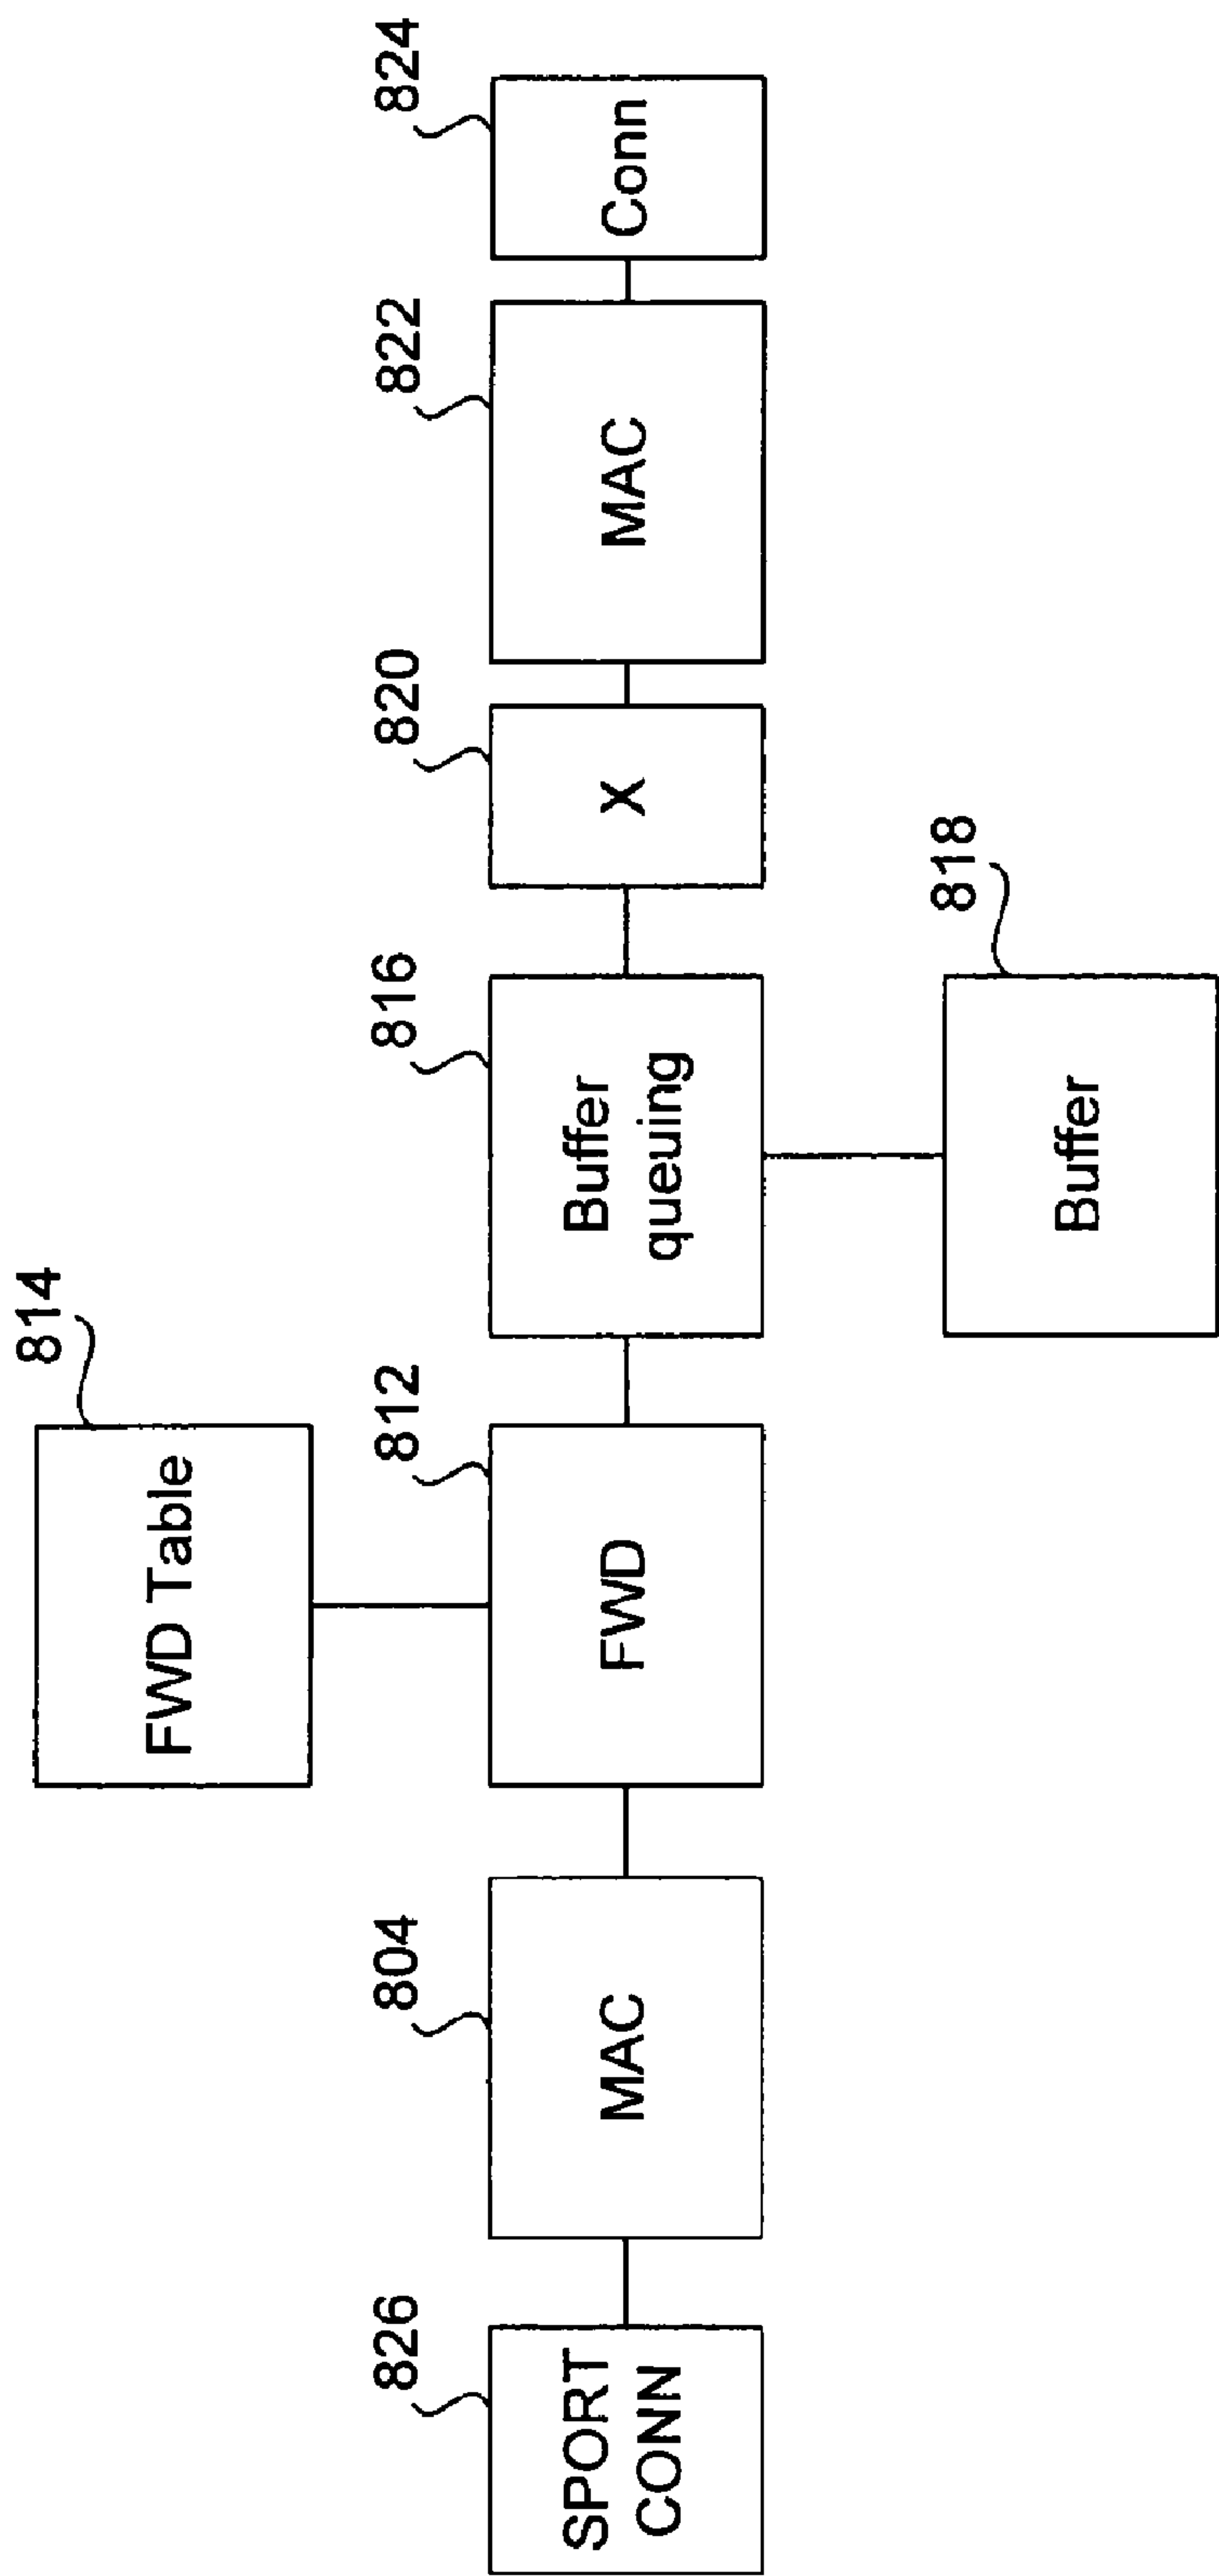 814
FWD Table
826
SPORT
CONN
804
MAC
812
FWD
816
Buffer
queuing
820
X
822
MAC
824
Conn
818
Buffer